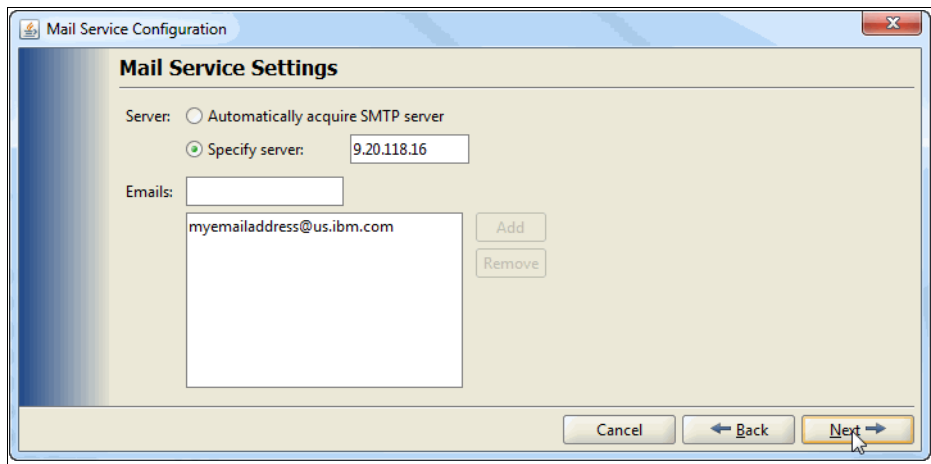 Mail Service Configuration
Mail Service Settings
Server: Automatically acquire SMTP server
Specify server: 9.20.118.16
Emails:
myemailaddress@us.ibm.com
Add
Remove
Cancel Back Next